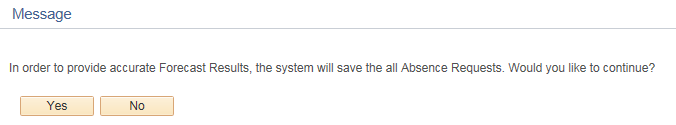 Message
In order to provide accurate Forecast Results, the system will save the all Absence Requests. Would you like to continue?
Yes No